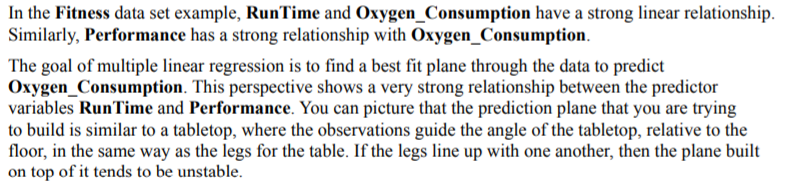 In the Fitness data set example, RunTime and Oxygen_Consumption have a strong linear relationship.
Similarly, Performance has a strong relationship with Oxygen_Consumption.
The goal of multiple linear regression is to find a best fit plane through the data to predict
Oxygen_Consumption. This perspective shows a very strong relationship between the predictor
variables RunTime and Performance. You can picture that the prediction plane that you are trying
to build is similar to a tabletop, where the observations guide the angle of the tabletop, relative to the
floor, in the same way as the legs for the table. If the legs line up with one another, then the plane built
on top of it tends to be unstable.